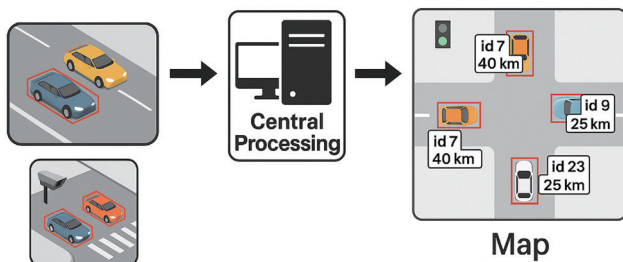 Central
Processing
id 7
40 km
id 9
25 km
id 7
40 km
id 23
25 km
Map